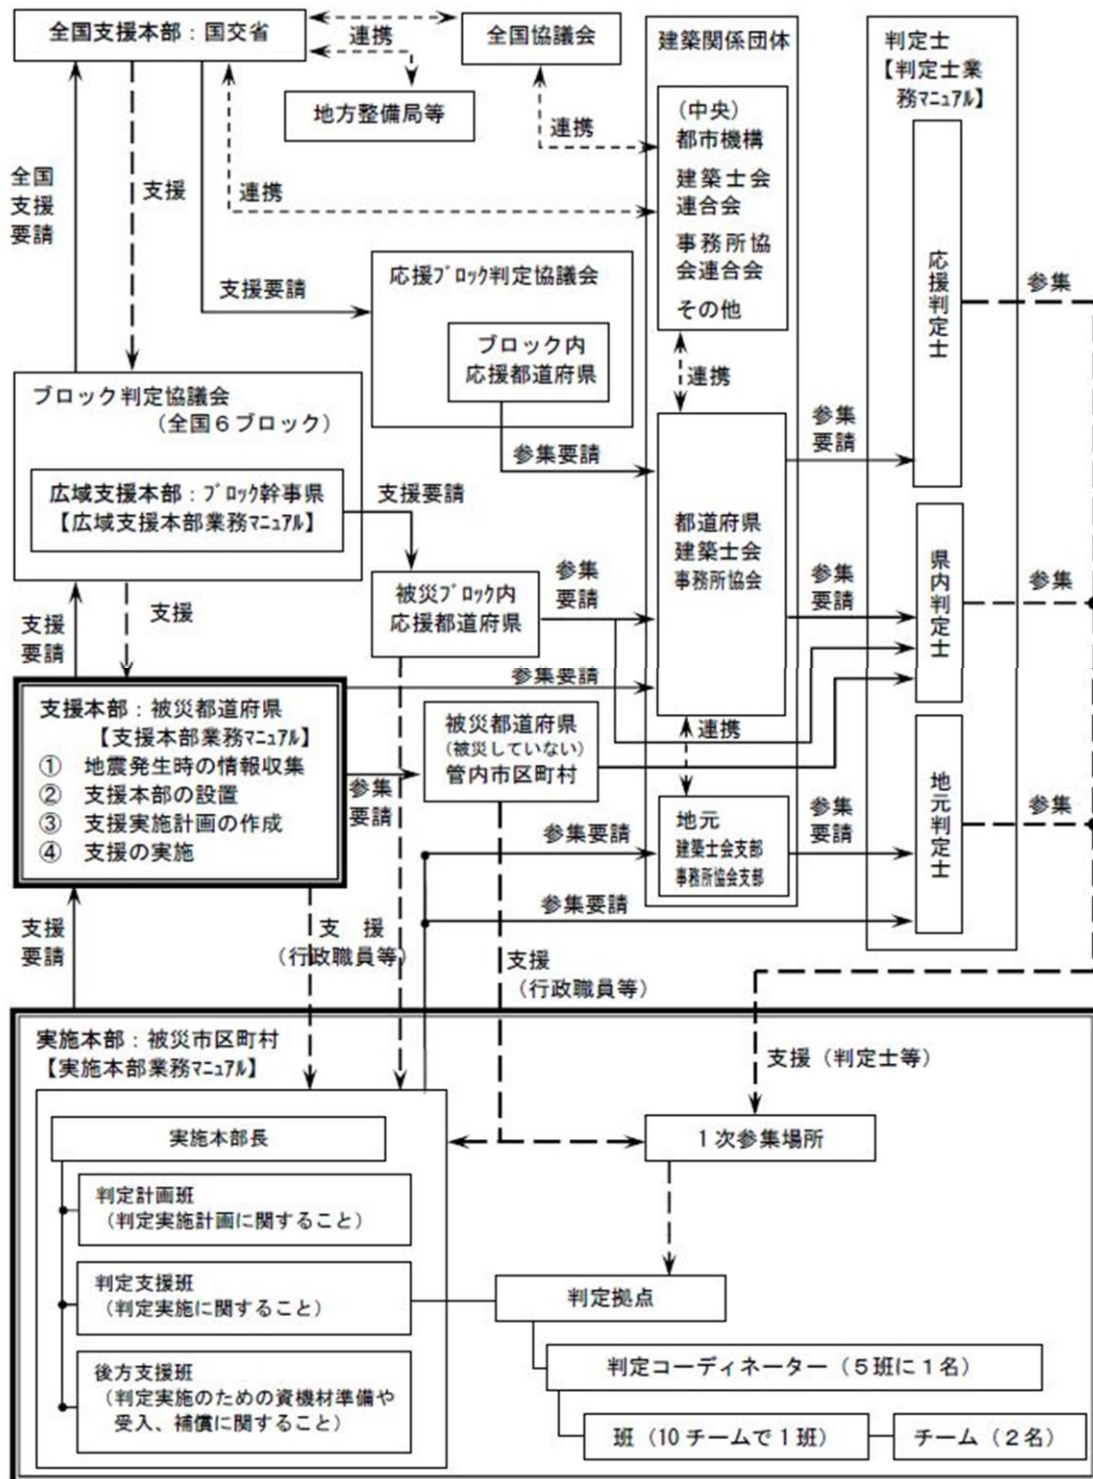 全国支援本部：国交省
連携
全国協議会
地方整備局等
建築関係団体
（中央）
都市機構
建築士会
連合会
事務所協
会連合会
その他
判定士
【判定士業
務ﾏﾆｭｱﾙ】
全国
支援
要請
支援
連携
連携
支援要請
応援ﾌﾞﾛｯｸ判定協議会
ブロック内
応援都道府県
連携
応援判定士
参集
ブロック判定協議会
（全国６ブロック）
広域支援本部：ﾌﾞﾛｯｸ幹事県
【広域支援本部業務ﾏﾆｭｱﾙ】
支援要請
参集要請
参集
要請
都道府県
建築士会
事務所協会
支援
要請
支援
被災ﾌﾞﾛｯｸ内
応援都道府県
参集
要請
参集
要請
県内判定士
参集
参集要請
支援本部：被災都道府県
【支援本部業務ﾏﾆｭｱﾙ】
① 地震発生時の情報収集
② 支援本部の設置
③ 支援実施計画の作成
④ 支援の実施
参集
要請
被災都道府県
（被災していない）
管内市区町村
連携
地元
建築士会支部
事務所協会支部
参集要請
参集
要請
地元判定士
参集
参集要請
支援
要請
支　援
（行政職員等）
支援
（行政職員等）
実施本部：被災市区町村
【実施本部業務ﾏﾆｭｱﾙ】
支援（判定士等）
実施本部長
１次参集場所
判定計画班
（判定実施計画に関すること）
判定支援班
（判定実施に関すること）
判定拠点
後方支援班
（判定実施のための資機材準備や
受入、補償に関すること）
判定コーディネーター（５班に１名）
班（10 チームで１班）
チーム（２名）